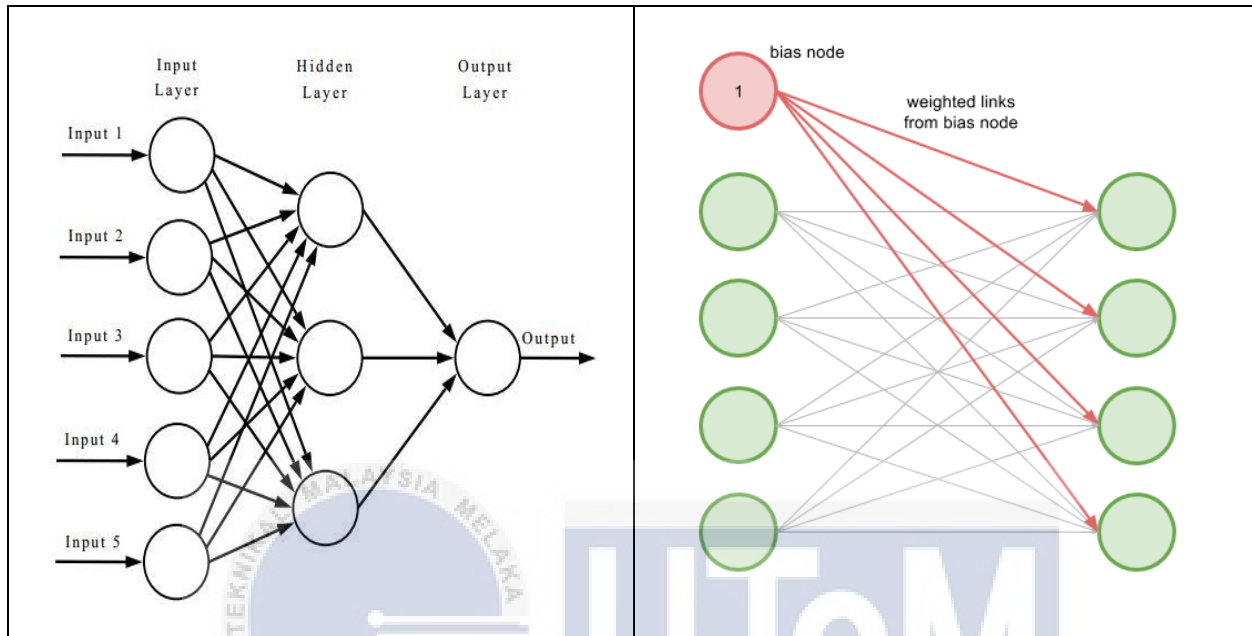 Input
Layer
Hidden
Layer
Output
Layer
Input 1
Input 2
Input 3
Input 4
Input 5
Output
bias node
1
weighted links
from bias node
TEKNIKAL MALAYSIA MELAKA
UTeM